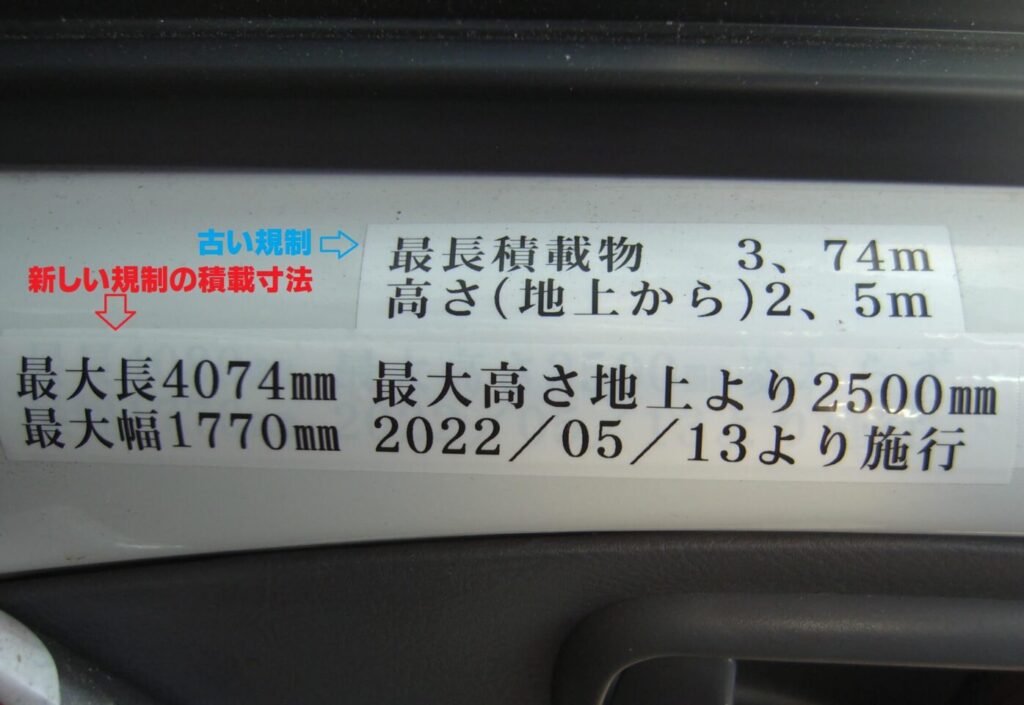 古い規制
最長積載物 3、74m
高さ(地上から)2、5m
新しい規制の積載寸法
最大長4074㎜ 最大高さ地上より2500㎜
最大幅1770㎜ 2022／05／13より施行